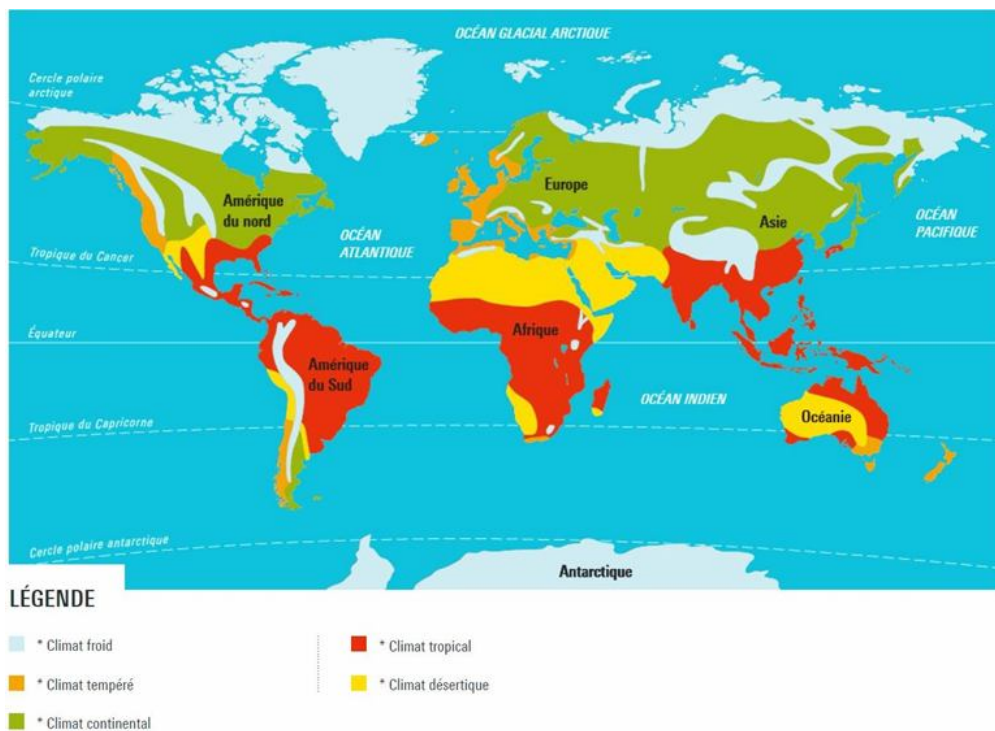 OCÉAN GLACIAL ARCTIQUE
Cercle polaire
arctique
Europe
Amérique
du nord
Asie
OCÉAN
PACIFIQUE
OCÉAN
ATLANTIQUE
Tropique du Cancer
Afrique
Équateur
Amérique
du Sud
OCÉAN INDIEN
Océanie
Tropique du Capricorne
Cercle polaire antarctique
Antarctique
LÉGENDE
* Climat froid
* Climat tempéré
* Climat continental
* Climat tropical
* Climat désertique